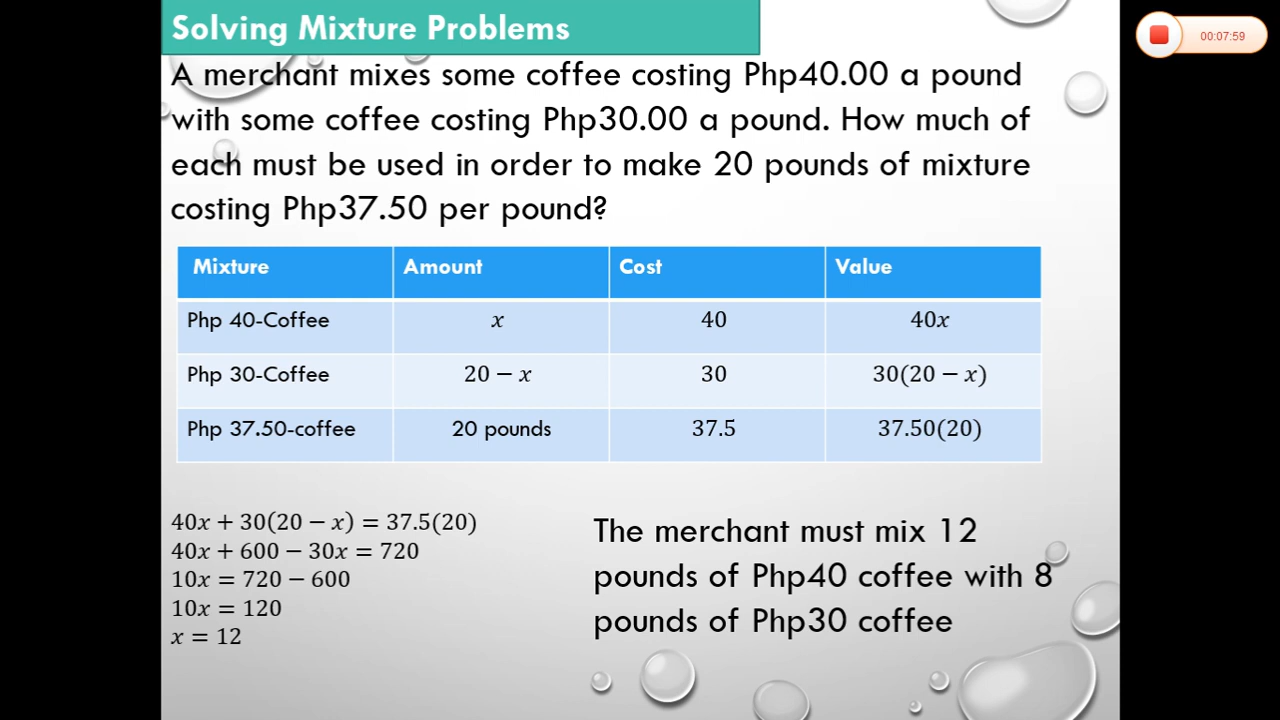 Solving Mixture Problems
00:07:59
A merchant mixes some coffee costing Php40.00 a pound
with some coffee costing Php30.00 a pound. How much of
each must be used in order to make 20 pounds of mixture
costing Php37.50 per pound?
Mixture Amount Cost Value
Php 40-Coffee x 40 40x
Php 30-Coffee 20 − x 30 30(20 − x)
Php 37.50-coffee 20 pounds 37.5 37.50(20)
40x + 30(20 − x) = 37.5(20)
40x + 600 − 30x = 720
10x = 720 − 600
10x = 120
x = 12
The merchant must mix 12
pounds of Php40 coffee with 8
pounds of Php30 coffee